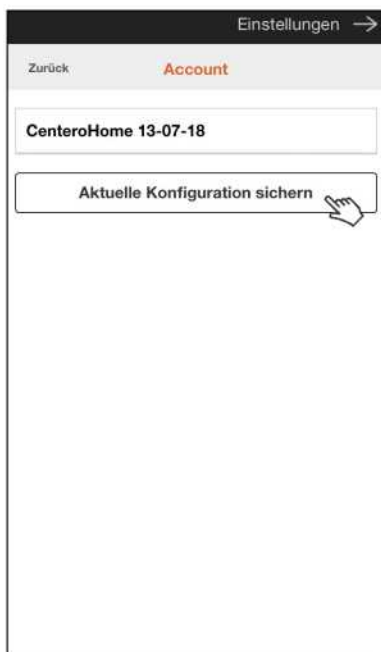 Einstellungen →
Zurück Account
CenteroHome 13-07-18
Aktuelle Konfiguration sichern